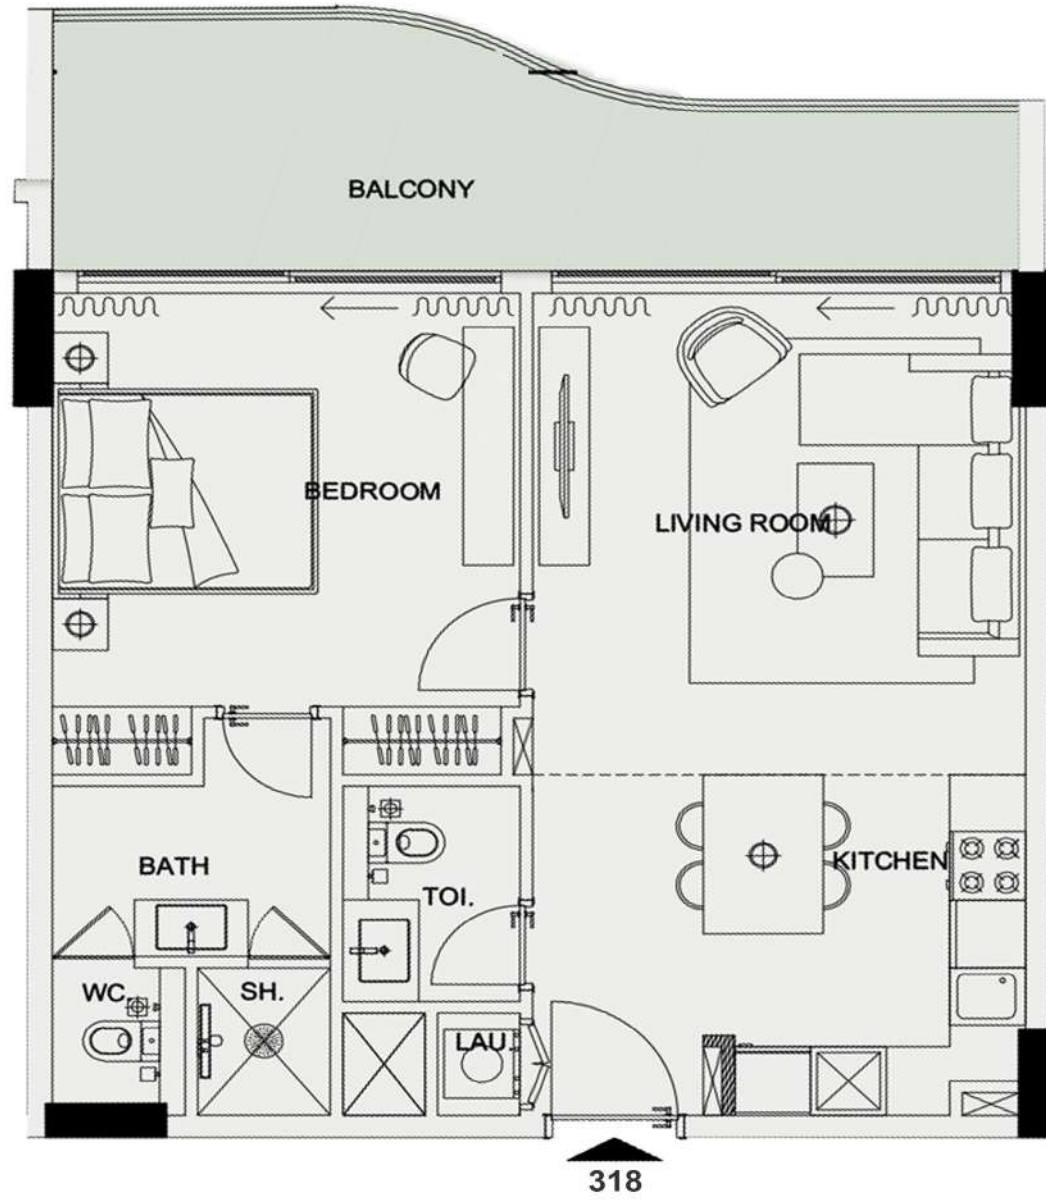 BALCONY
BEDROOM
LIVING ROOM
BATH
TOI.
KITCHEN
WC.
SH.
LAU
318